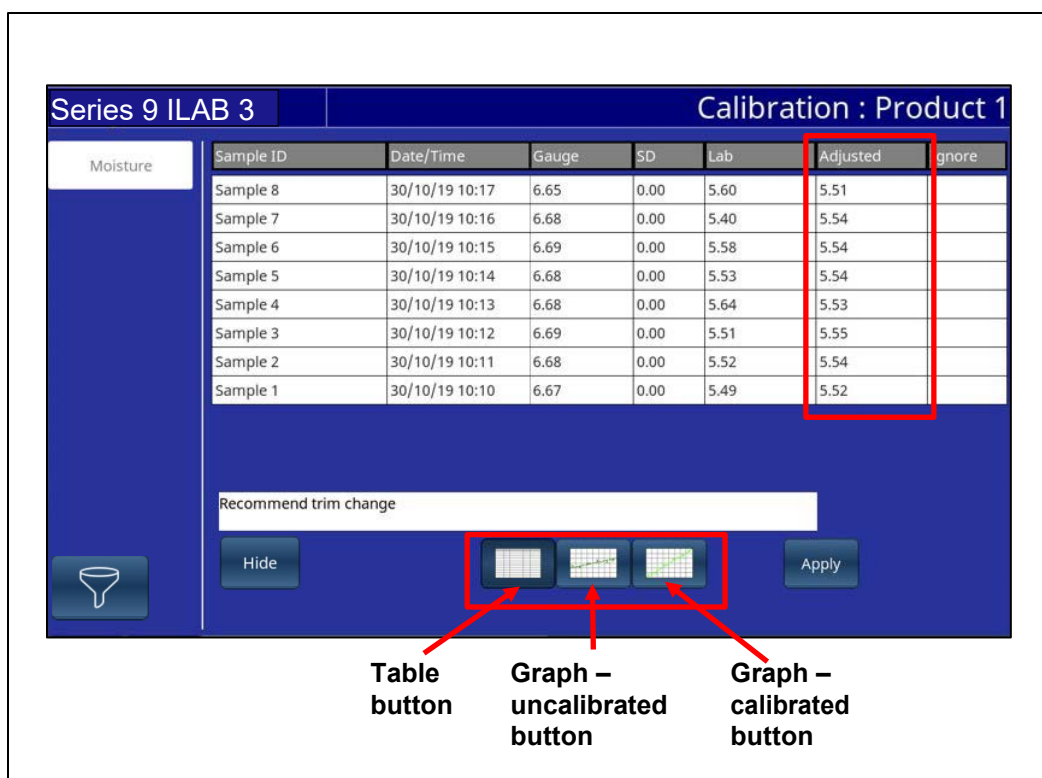 Series 9 ILAB 3 Calibration : Product 1
Moisture
Sample ID Date/Time Gauge SD Lab Adjusted gnore
Sample 8 30/10/19 10:17 6.65 0.00 5.60 5.51
Sample 7 30/10/19 10:16 6.68 0.00 5.40 5.54
Sample 6 30/10/19 10:15 6.69 0.00 5.58 5.54
Sample 5 30/10/19 10:14 6.68 0.00 5.53 5.54
Sample 4 30/10/19 10:13 6.68 0.00 5.64 5.53
Sample 3 30/10/19 10:12 6.69 0.00 5.51 5.55
Sample 2 30/10/19 10:11 6.68 0.00 5.52 5.54
Sample 1 30/10/19 10:10 6.67 0.00 5.49 5.52
Recommend trim change
Hide Apply
Table
button
Graph –
uncalibrated
button
Graph –
calibrated
button